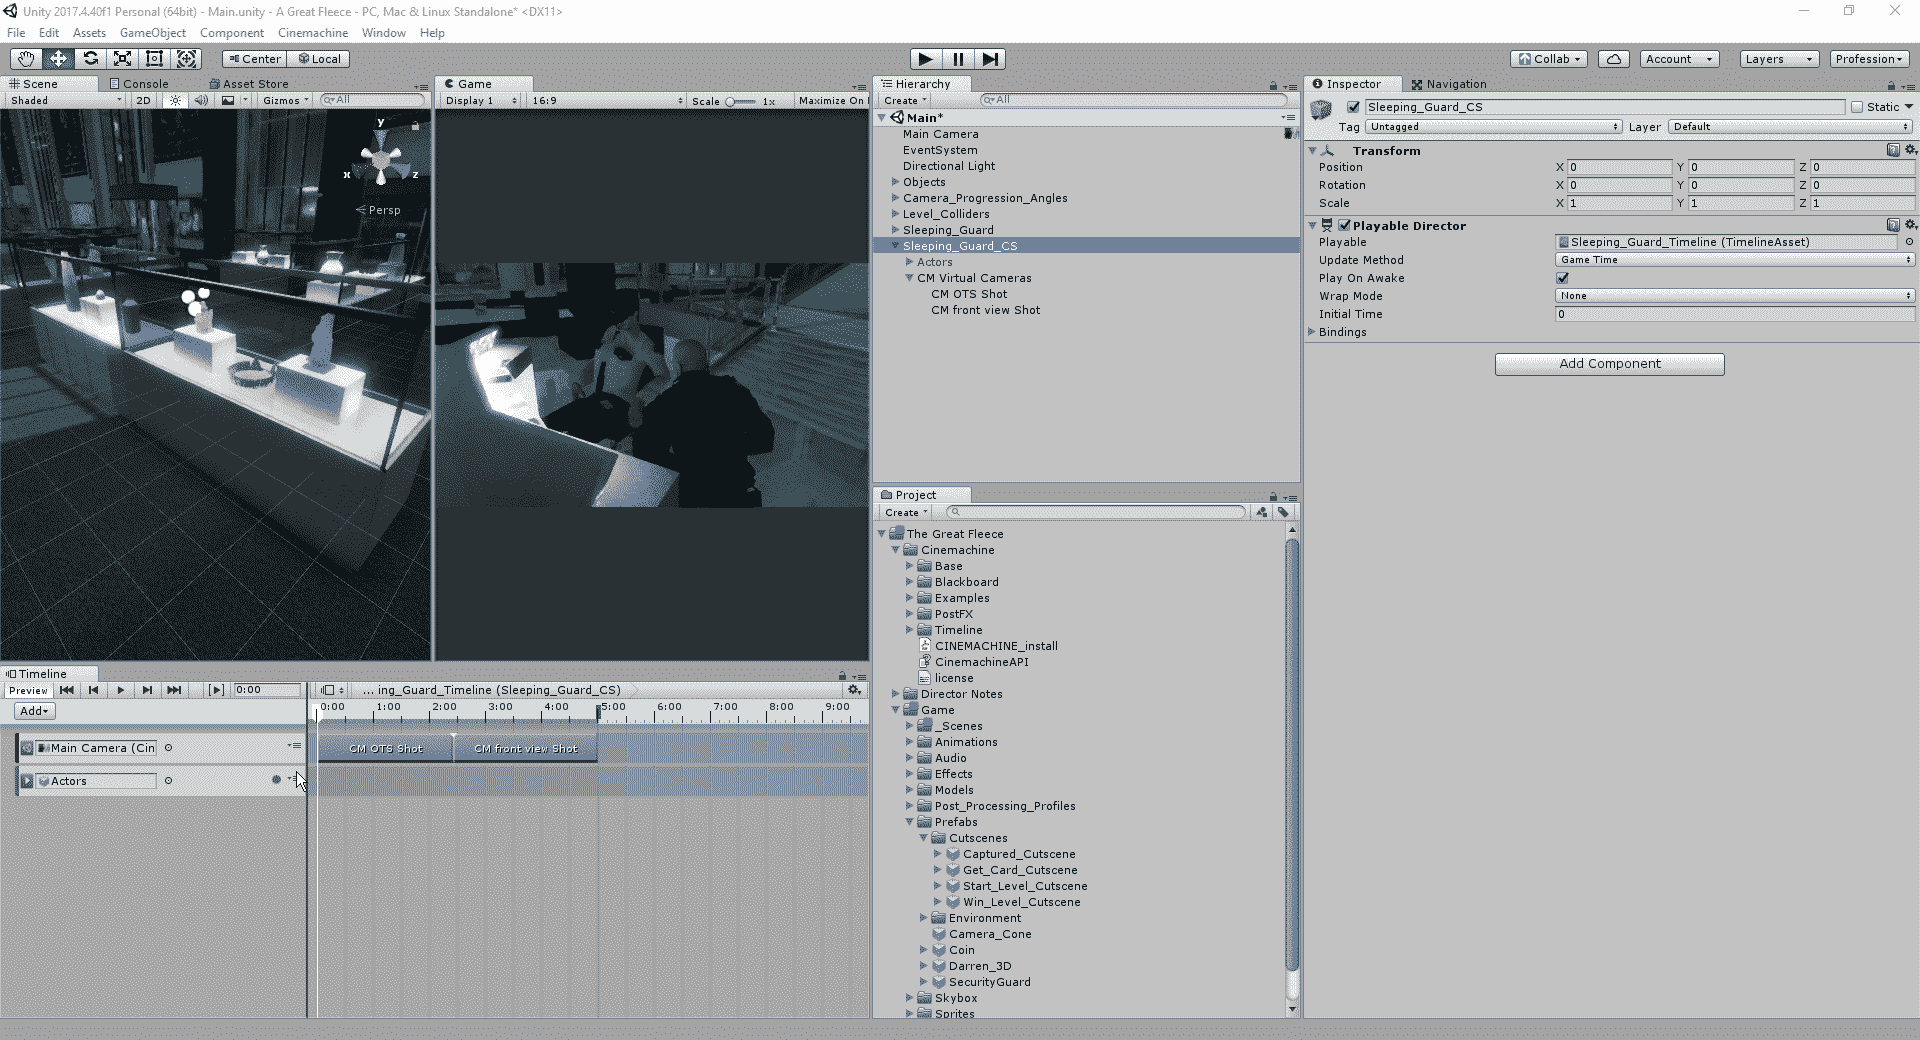 Unity 2017.4.40f1 Personal (64bit) - Main.unity - A Great Fleece - PC, Mac & Linux Standalone* <DX11>
File Edit Assets GameObject Component Cinemachine Window Help
Center Local
Collab Account Layers Profession
Scene Console Asset Store
Shaded 2D Gizmos All
y
x
z
Persp
Game
Display 1 16:9 Scale 1x Maximize On
Hierarchy
Create All
Main*
Main Camera
EventSystem
Directional Light
Objects
Camera_Progression_Angles
Level_Colliders
Sleeping_Guard
Sleeping_Guard_CS
Actors
CM Virtual Cameras
CM OTS Shot
CM front view Shot
Project
Create
The Great Fleece
Cinemachine
Base
Blackboard
Examples
PostFX
Timeline
CINEMACHINE_install
CinemachineAPI
license
Director Notes
Game
_Scenes
Animations
Audio
Effects
Models
Post_Processing_Profiles
Prefabs
Cutscenes
Captured_Cutscene
Get_Card_Cutscene
Start_Level_Cutscene
Win_Level_Cutscene
Environment
Camera_Cone
Coin
Darren_3D
SecurityGuard
Skybox
Sprites
Inspector Navigation
Sleeping_Guard_CS Static
Tag Untagged Layer Default
Transform
Position X 0 Y 0 Z 0
Rotation X 0 Y 0 Z 0
Scale X 1 Y 1 Z 1
Playable Director
Playable Sleeping_Guard_Timeline (TimelineAsset)
Update Method Game Time
Play On Awake
Wrap Mode None
Initial Time 0
Bindings
Add Component
Timeline
Preview 0:00 ... ing_Guard_Timeline (Sleeping_Guard_CS)
Add 0:00 1:00 2:00 3:00 4:00 5:00 6:00 7:00 8:00 9:00
Main Camera (Cin CM OTS Shot CM front view Shot
Actors